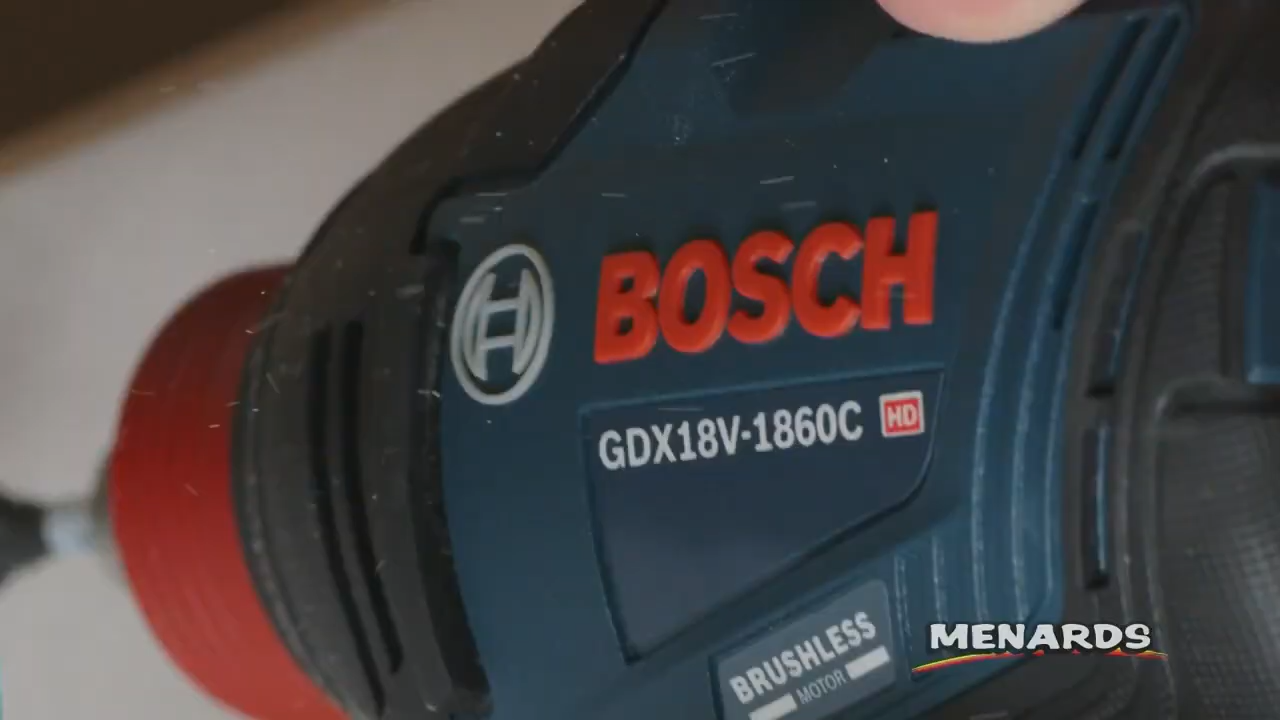 BOSCH
GDX18V-1860C HD
BRUSHLESS
MOTOR
MENARDS